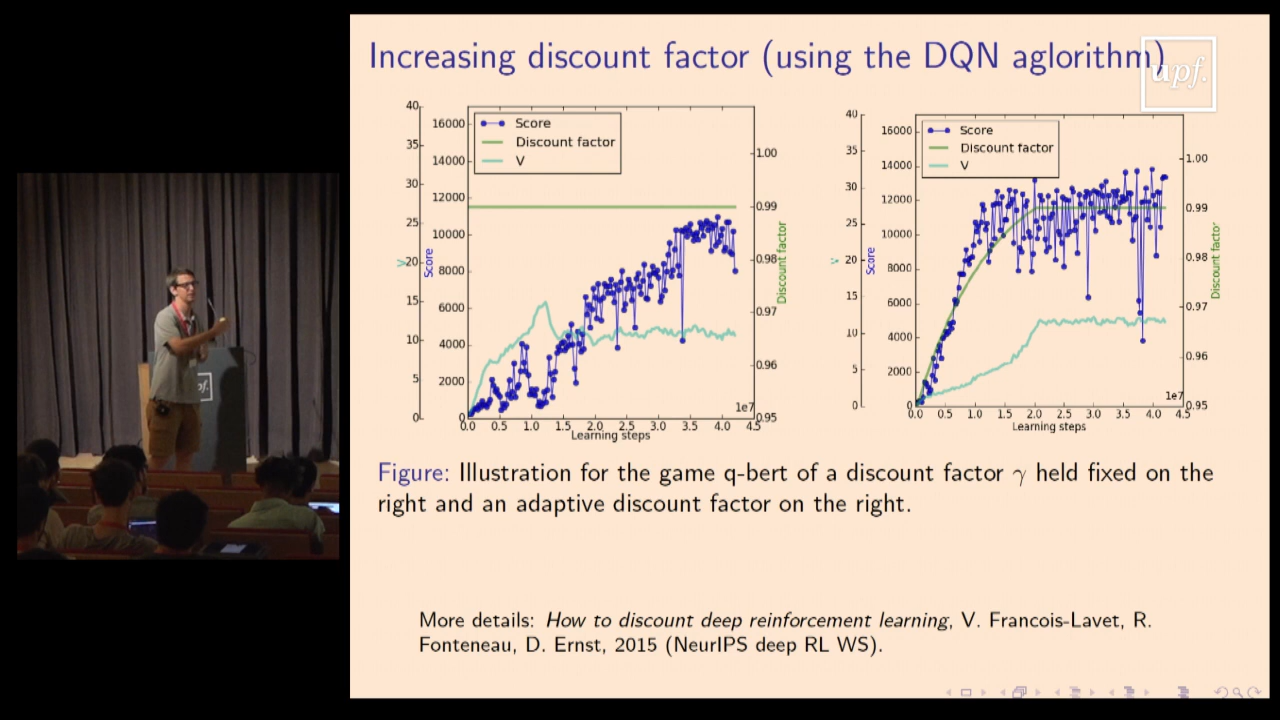 Increasing discount factor (using the DQN aglorithm)
upf.
40
35
30
25
20
15
10
5
0
V
Score
16000
14000
12000
10000
8000
6000
4000
2000
0
Score
Discount factor
V
1.00
0.99
0.98
0.97
0.96
0.95
Discount factor
1e7
0.0 0.5 1.0 1.5 2.0 2.5 3.0 3.5 4.0 4.5
Learning steps
40
35
30
25
20
15
10
5
0
V
Score
16000
14000
12000
10000
8000
6000
4000
2000
0
Score
Discount factor
V
1.00
0.99
0.98
0.97
0.96
0.95
Discount factor
1e7
0.0 0.5 1.0 1.5 2.0 2.5 3.0 3.5 4.0 4.5
Learning steps
Figure: Illustration for the game q-bert of a discount factor γ held fixed on the
right and an adaptive discount factor on the right.
More details: How to discount deep reinforcement learning, V. Francois-Lavet, R.
Fonteneau, D. Ernst, 2015 (NeurIPS deep RL WS).